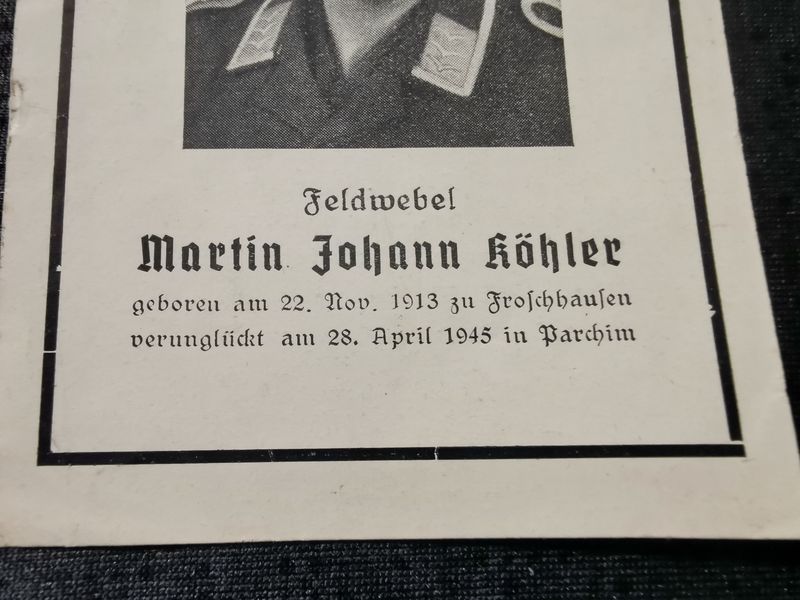 Feldwebel
Martin Johann Köhler
geboren am 22. Nov. 1913 zu Froſchhauſen
verunglückt am 28. April 1945 in Parchim